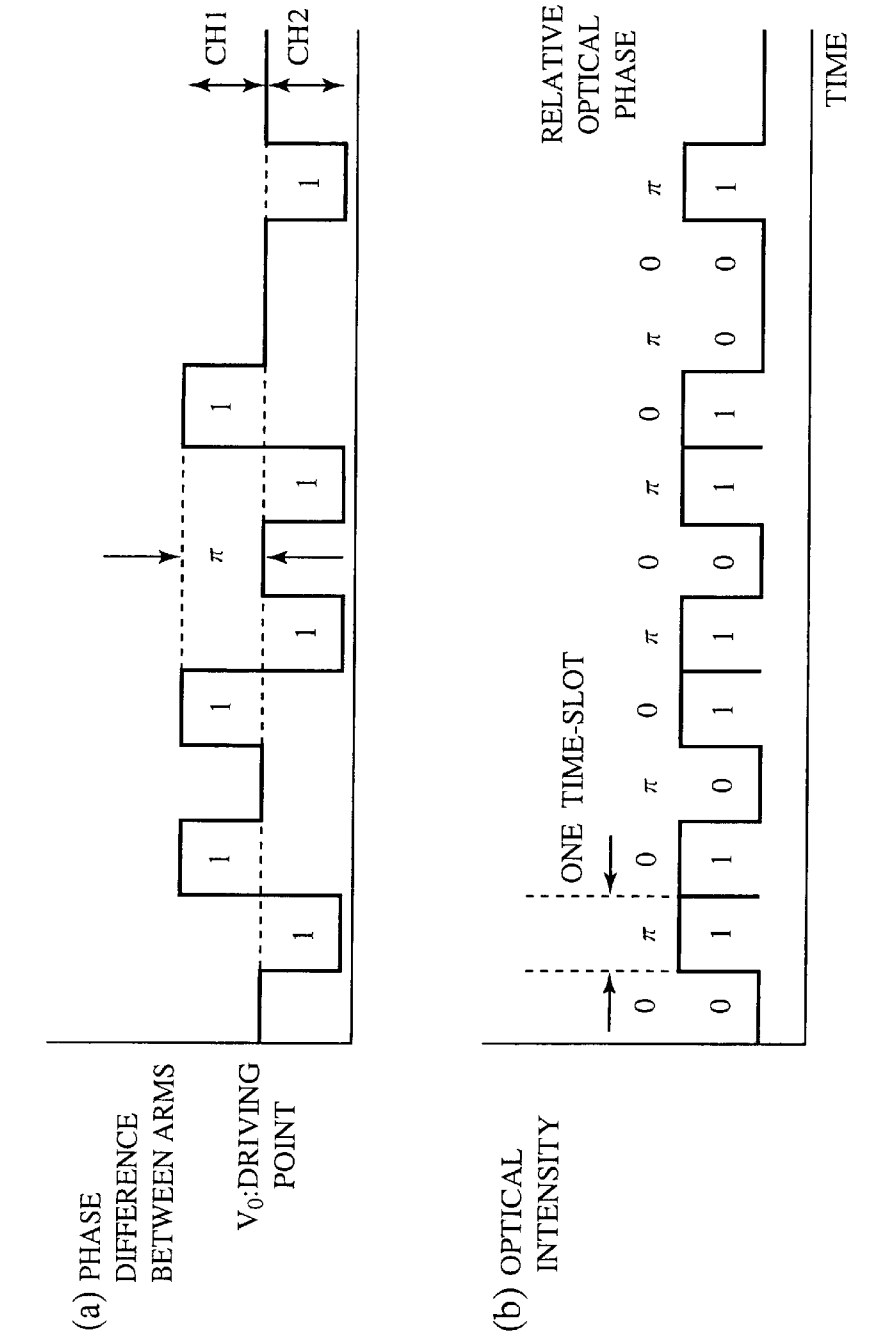 (a) PHASE
DIFFERENCE
BETWEEN ARMS
V₀:DRIVING
POINT
1 1 π 1
CH1
1 1 1 1
CH2
(b) OPTICAL
INTENSITY
ONE TIME-SLOT
RELATIVE
OPTICAL
PHASE
0 π 0 π 0 π 0 π 0 π 0 π
0 1 1 0 1 1 0 1 1 0 0 1
TIME